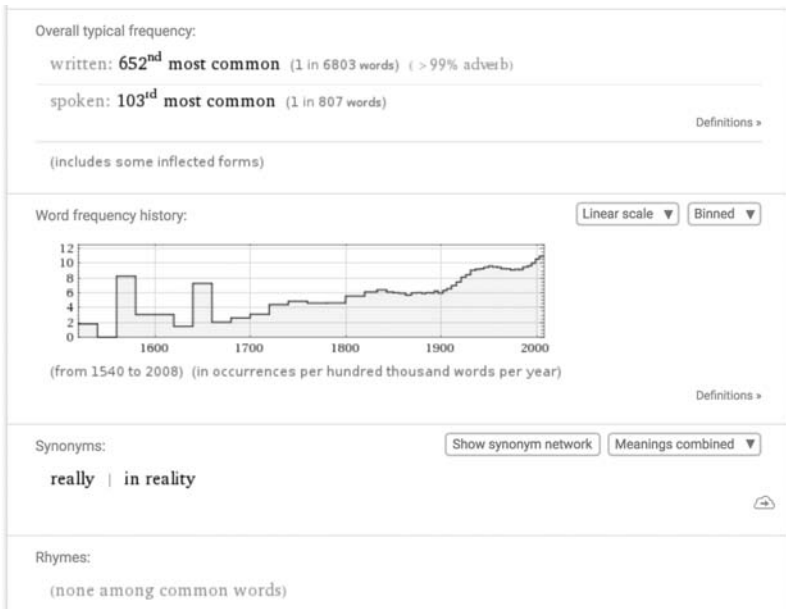 Overall typical frequency:
written: 652nd most common (1 in 6803 words) ( >99% adverb)
spoken: 103rd most common (1 in 807 words)
Definitions »
(includes some inflected forms)
Word frequency history:
Linear scale ▼ Binned ▼
12
10
8
6
4
2
0
1600 1700 1800 1900 2000
(from 1540 to 2008) (in occurrences per hundred thousand words per year)
Definitions »
Synonyms:
Show synonym network Meanings combined ▼
really | in reality
Rhymes:
(none among common words)